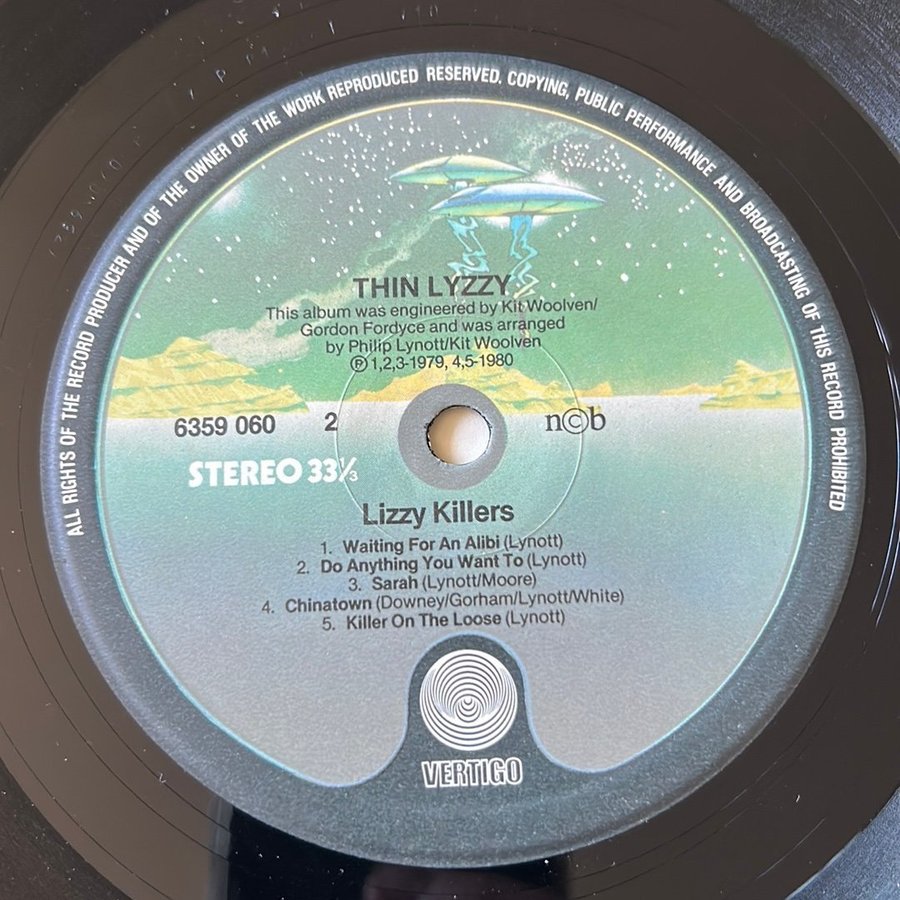 ALL RIGHTS OF THE RECORD PRODUCER AND OF THE OWNER OF THE WORK REPRODUCED RESERVED. COPYING, PUBLIC PERFORMANCE AND BROADCASTING OF THIS RECORD PROHIBITED
THIN LYZZY
This album was engineered by Kit Woolven/
Gordon Fordyce and was arranged
by Philip Lynott/Kit Woolven
℗ 1,2,3-1979, 4,5-1980
6359 060 2 n©b
STEREO 33⅓
Lizzy Killers
1. Waiting For An Alibi (Lynott)
2. Do Anything You Want To (Lynott)
3. Sarah (Lynott/Moore)
4. Chinatown (Downey/Gorham/Lynott/White)
5. Killer On The Loose (Lynott)
VERTIGO